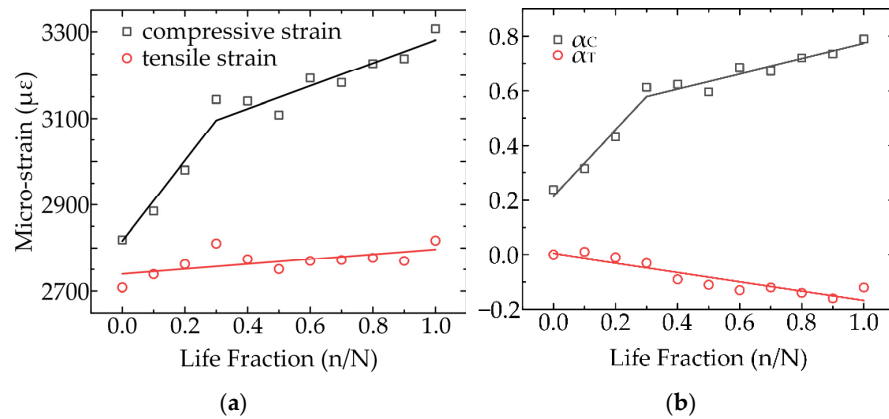 compressive strain
tensile strain
Micro-strain (με)
3300
3100
2900
2700
0.0 0.2 0.4 0.6 0.8 1.0
Life Fraction (n/N)
(a)
αC
αT
0.8
0.6
0.4
0.2
0.0
-0.2
0.0 0.2 0.4 0.6 0.8 1.0
Life Fraction (n/N)
(b)